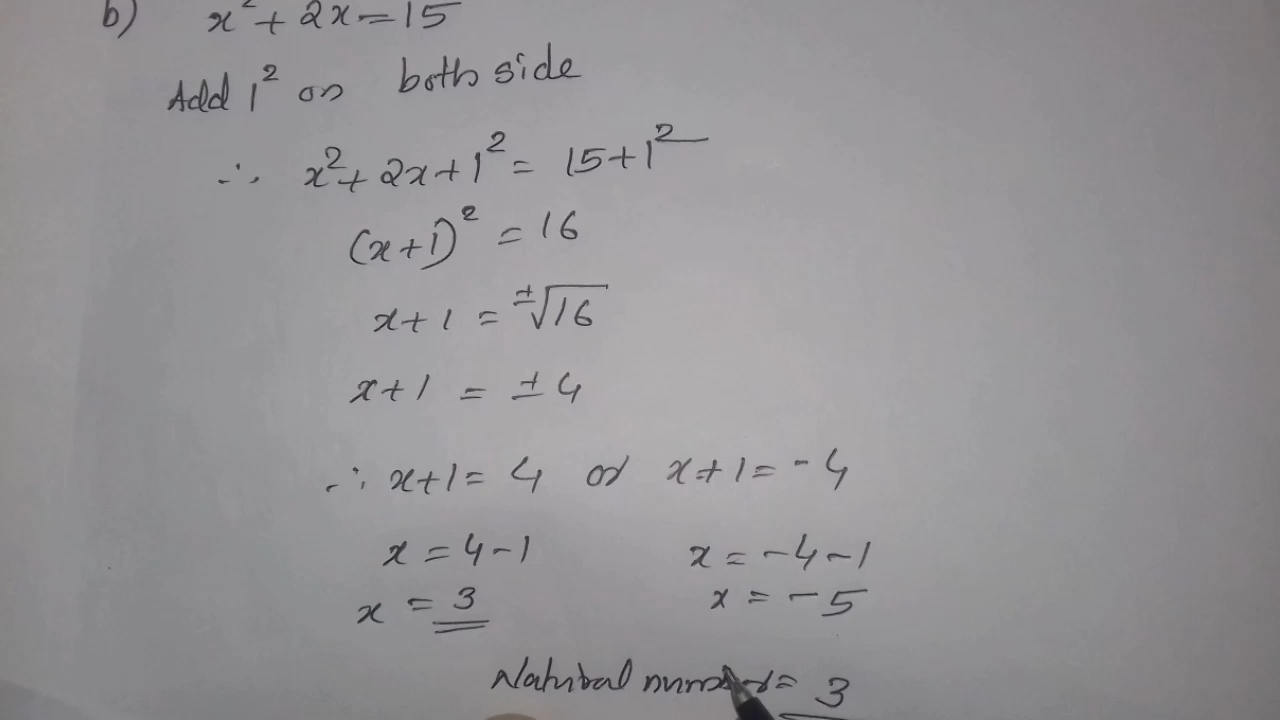 b) x² + 2x = 15
Add 1² on both side
∴ x² + 2x + 1² = 15 + 1²
(x + 1)² = 16
x + 1 = ±√16
x + 1 = ± 4
∴ x + 1 = 4 or x + 1 = -4
x = 4 - 1 x = -4 - 1
x = 3 x = -5
Natural = 3